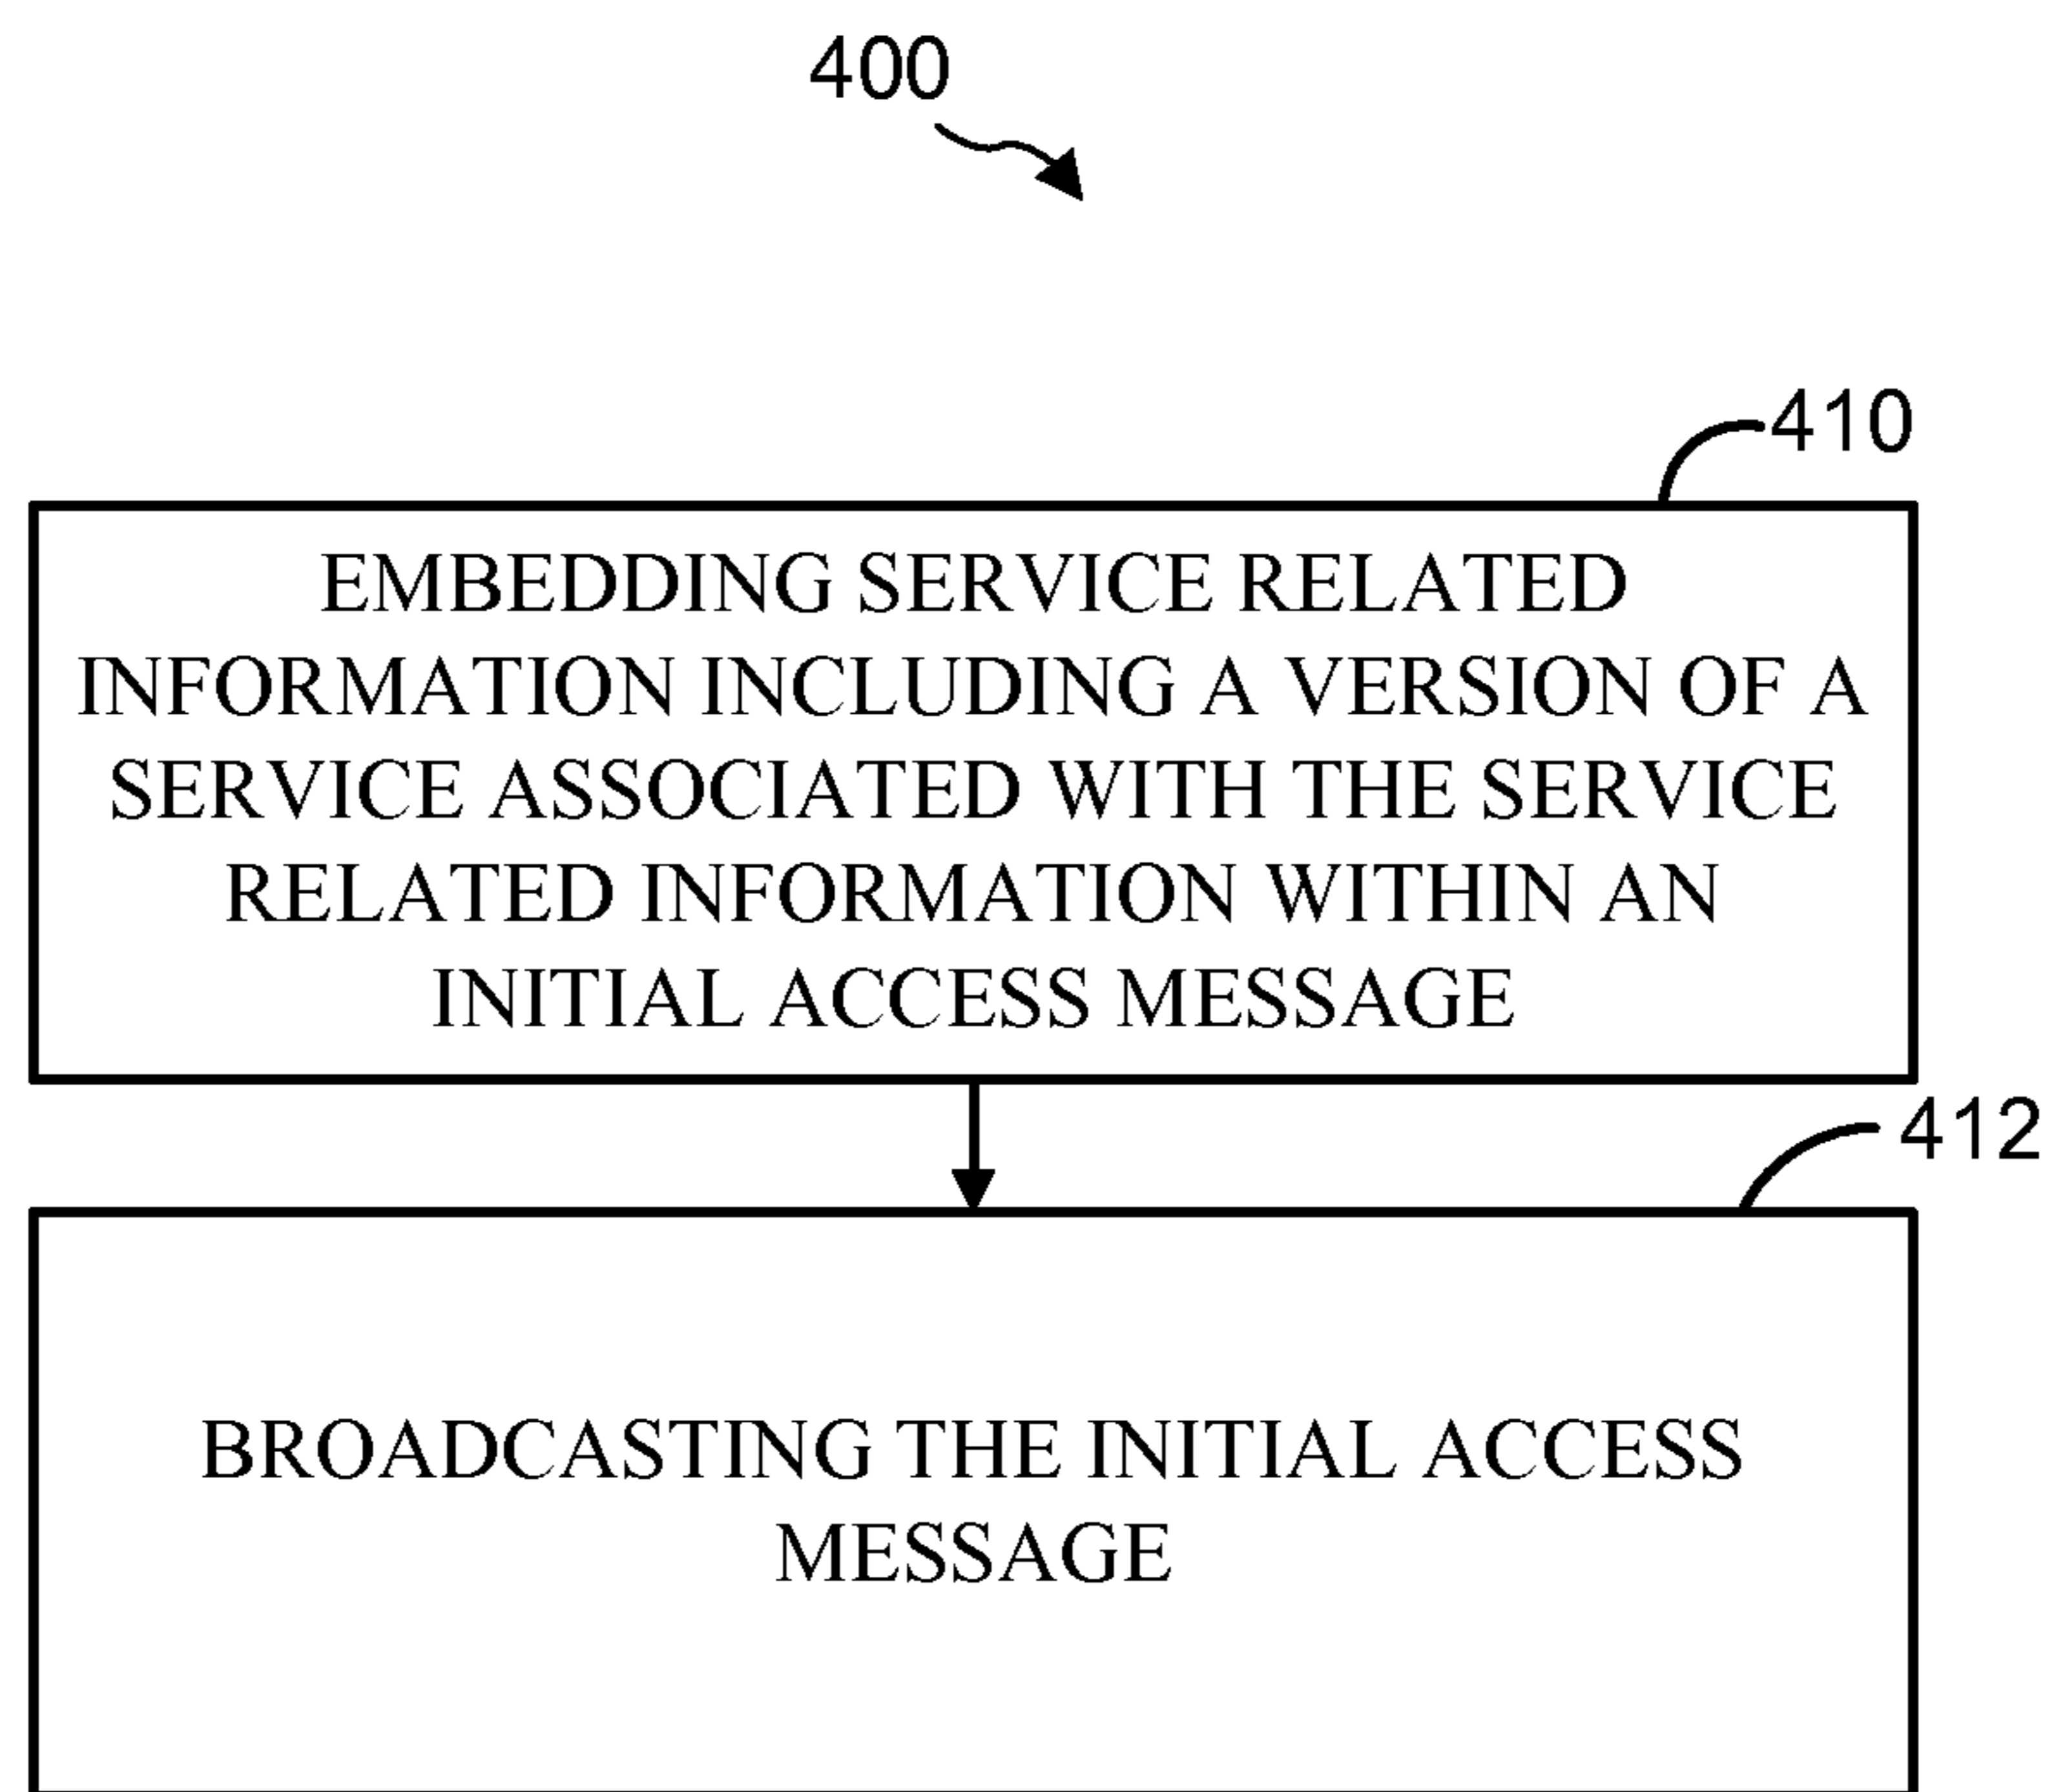 400
410
EMBEDDING SERVICE RELATED
INFORMATION INCLUDING A VERSION OF A
SERVICE ASSOCIATED WITH THE SERVICE
RELATED INFORMATION WITHIN AN
INITIAL ACCESS MESSAGE
412
BROADCASTING THE INITIAL ACCESS
MESSAGE